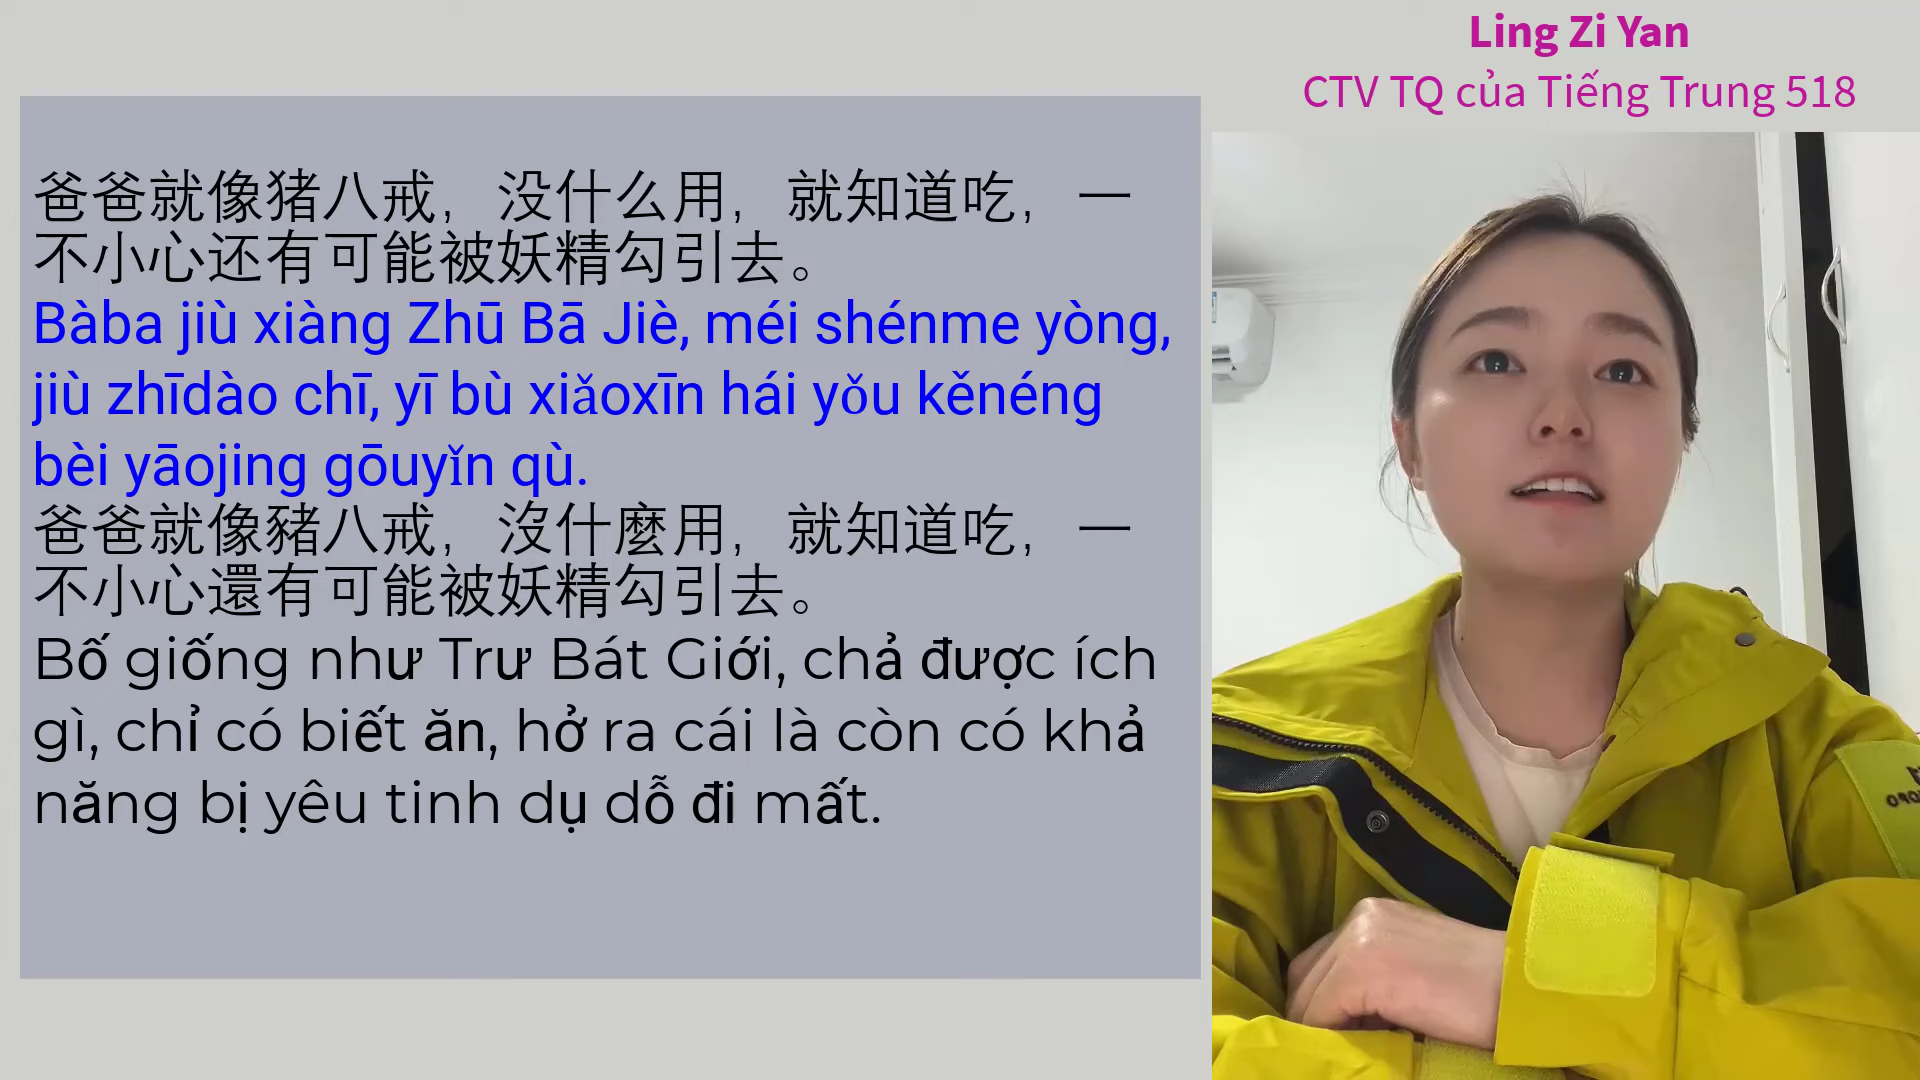 Ling Zi Yan
CTV TQ của Tiếng Trung 518
爸爸就像猪八戒，没什么用，就知道吃，一
不小心还有可能被妖精勾引去。
Bàba jiù xiàng Zhū Bā Jiè, méi shénme yòng,
jiù zhīdào chī, yī bù xiǎoxīn hái yǒu kěnéng
bèi yāojing gōuyǐn qù.
爸爸就像豬八戒，沒什麼用，就知道吃，一
不小心還有可能被妖精勾引去。
Bố giống như Trư Bát Giới, chả được ích
gì, chỉ có biết ăn, hở ra cái là còn có khả
năng bị yêu tinh dụ dỗ đi mất.